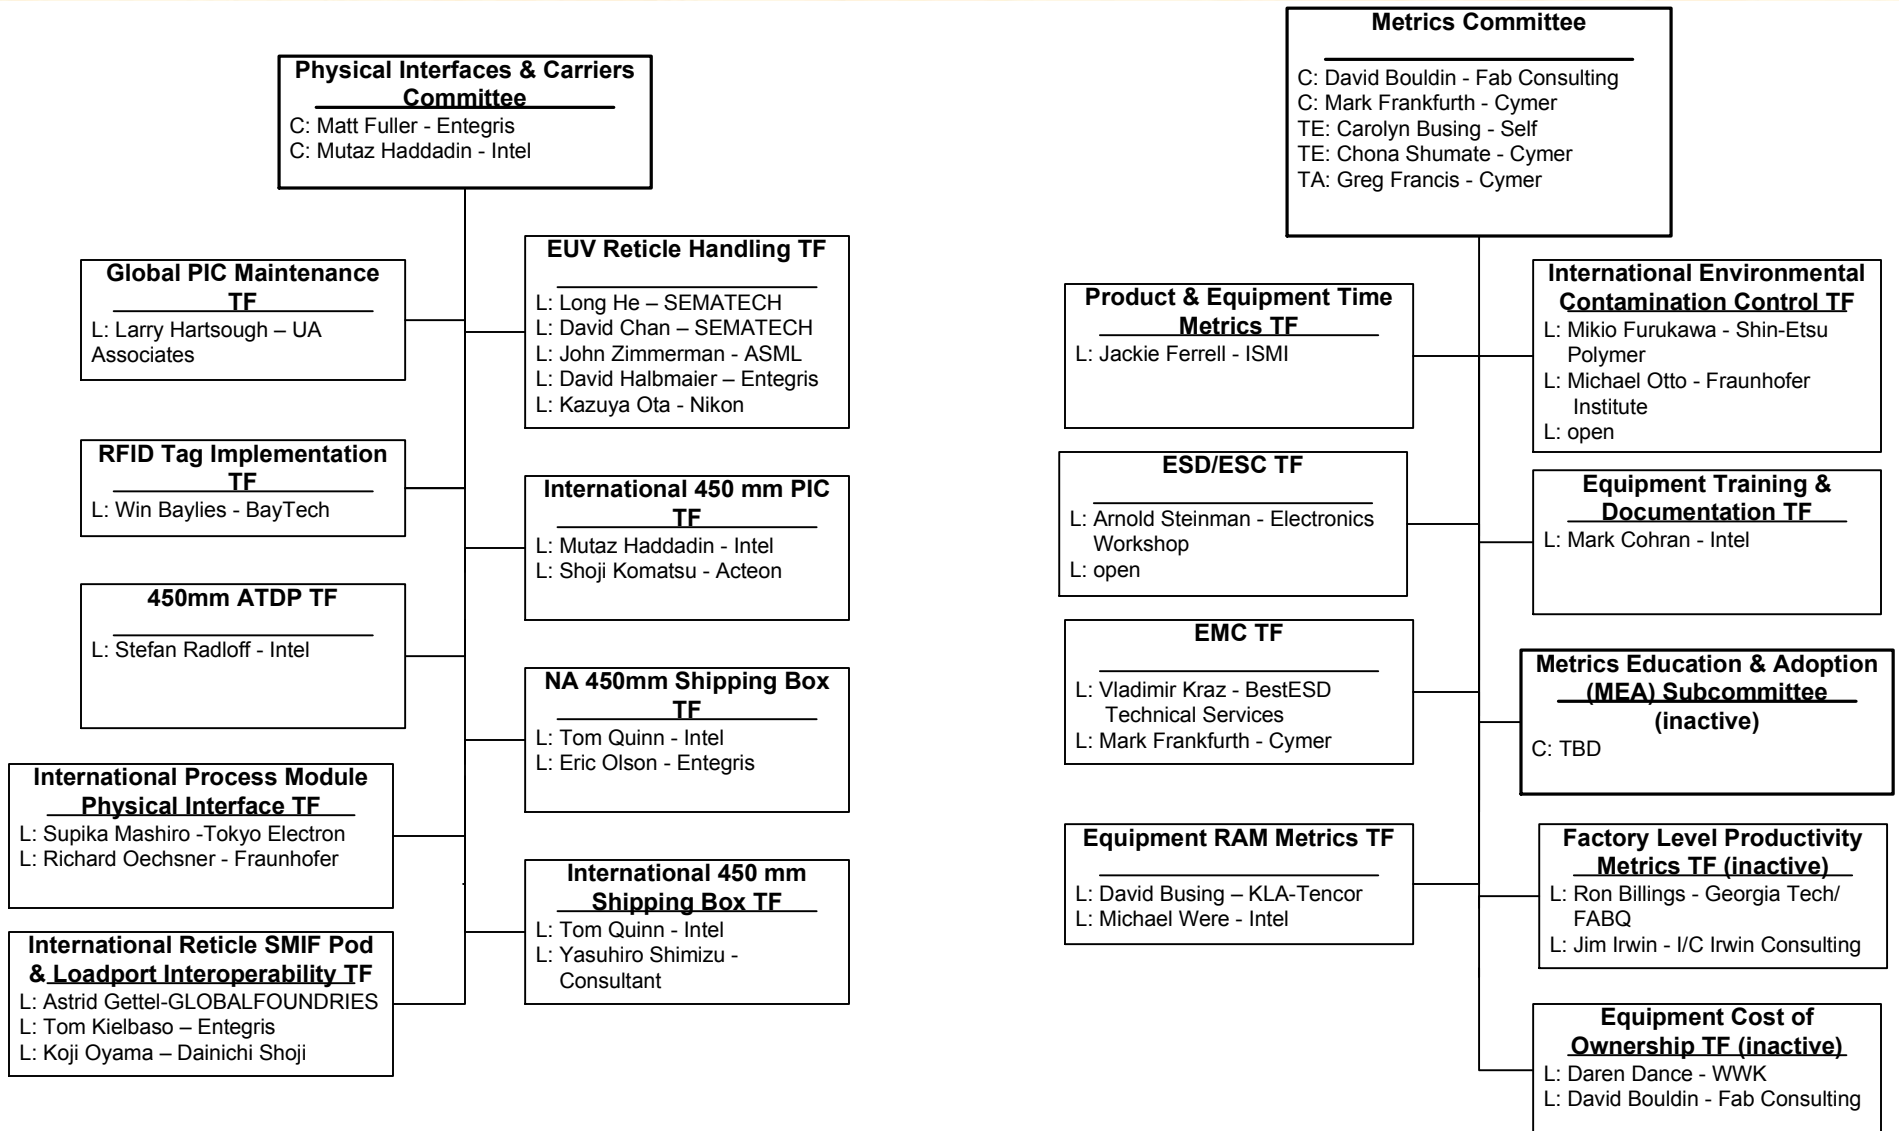 Physical Interfaces & Carriers
Committee
C: Matt Fuller - Entegris
C: Mutaz Haddadin - Intel
Global PIC Maintenance
TF
L: Larry Hartsough – UA
Associates
RFID Tag Implementation
TF
L: Win Baylies - BayTech
450mm ATDP TF
L: Stefan Radloff - Intel
International Process Module
Physical Interface TF
L: Supika Mashiro -Tokyo Electron
L: Richard Oechsner - Fraunhofer
International Reticle SMIF Pod
& Loadport Interoperability TF
L: Astrid Gettel-GLOBALFOUNDRIES
L: Tom Kielbaso – Entegris
L: Koji Oyama – Dainichi Shoji
EUV Reticle Handling TF
L: Long He – SEMATECH
L: David Chan – SEMATECH
L: John Zimmerman - ASML
L: David Halbmaier – Entegris
L: Kazuya Ota - Nikon
International 450 mm PIC
TF
L: Mutaz Haddadin - Intel
L: Shoji Komatsu - Acteon
NA 450mm Shipping Box
TF
L: Tom Quinn - Intel
L: Eric Olson - Entegris
International 450 mm
Shipping Box TF
L: Tom Quinn - Intel
L: Yasuhiro Shimizu -
Consultant
Metrics Committee
C: David Bouldin - Fab Consulting
C: Mark Frankfurth - Cymer
TE: Carolyn Busing - Self
TE: Chona Shumate - Cymer
TA: Greg Francis - Cymer
Product & Equipment Time
Metrics TF
L: Jackie Ferrell - ISMI
ESD/ESC TF
L: Arnold Steinman - Electronics
Workshop
L: open
EMC TF
L: Vladimir Kraz - BestESD
Technical Services
L: Mark Frankfurth - Cymer
Equipment RAM Metrics TF
L: David Busing – KLA-Tencor
L: Michael Were - Intel
International Environmental
Contamination Control TF
L: Mikio Furukawa - Shin-Etsu
Polymer
L: Michael Otto - Fraunhofer
Institute
L: open
Equipment Training &
Documentation TF
L: Mark Cohran - Intel
Metrics Education & Adoption
(MEA) Subcommittee
(inactive)
C: TBD
Factory Level Productivity
Metrics TF (inactive)
L: Ron Billings - Georgia Tech/
FABQ
L: Jim Irwin - I/C Irwin Consulting
Equipment Cost of
Ownership TF (inactive)
L: Daren Dance - WWK
L: David Bouldin - Fab Consulting